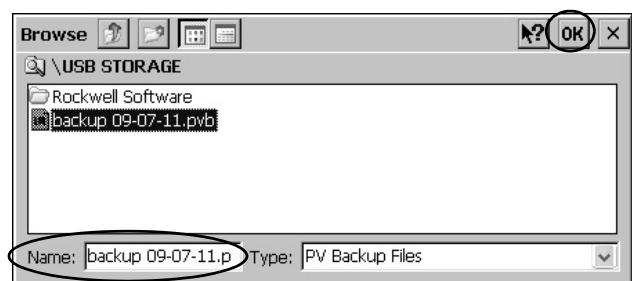 Browse ? OK ×
\USB STORAGE
Rockwell Software
backup 09-07-11.pvb
Name: backup 09-07-11.p Type: PV Backup Files